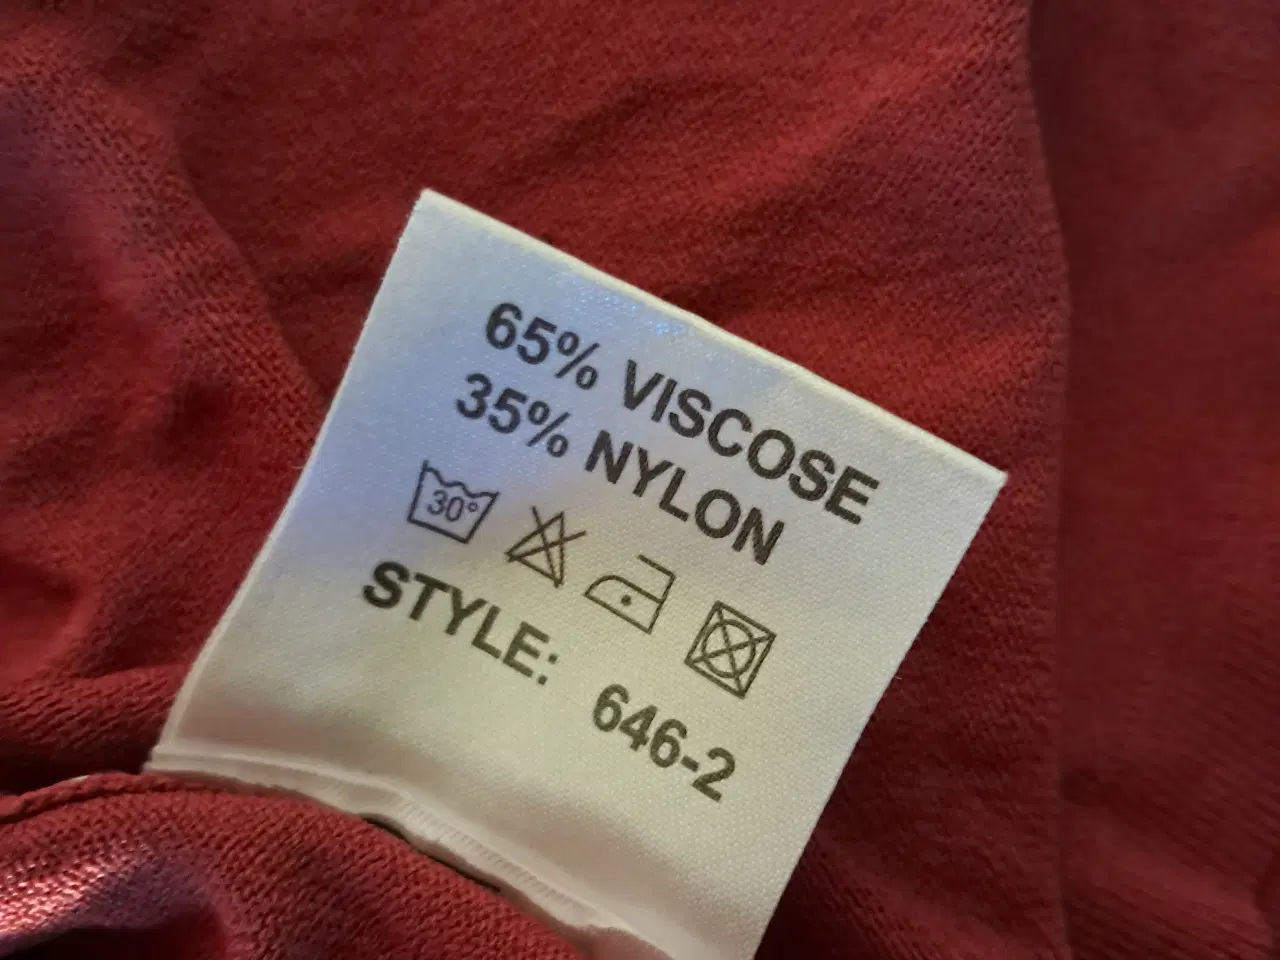 65% VISCOSE
35% NYLON
30°
STYLE: 646-2